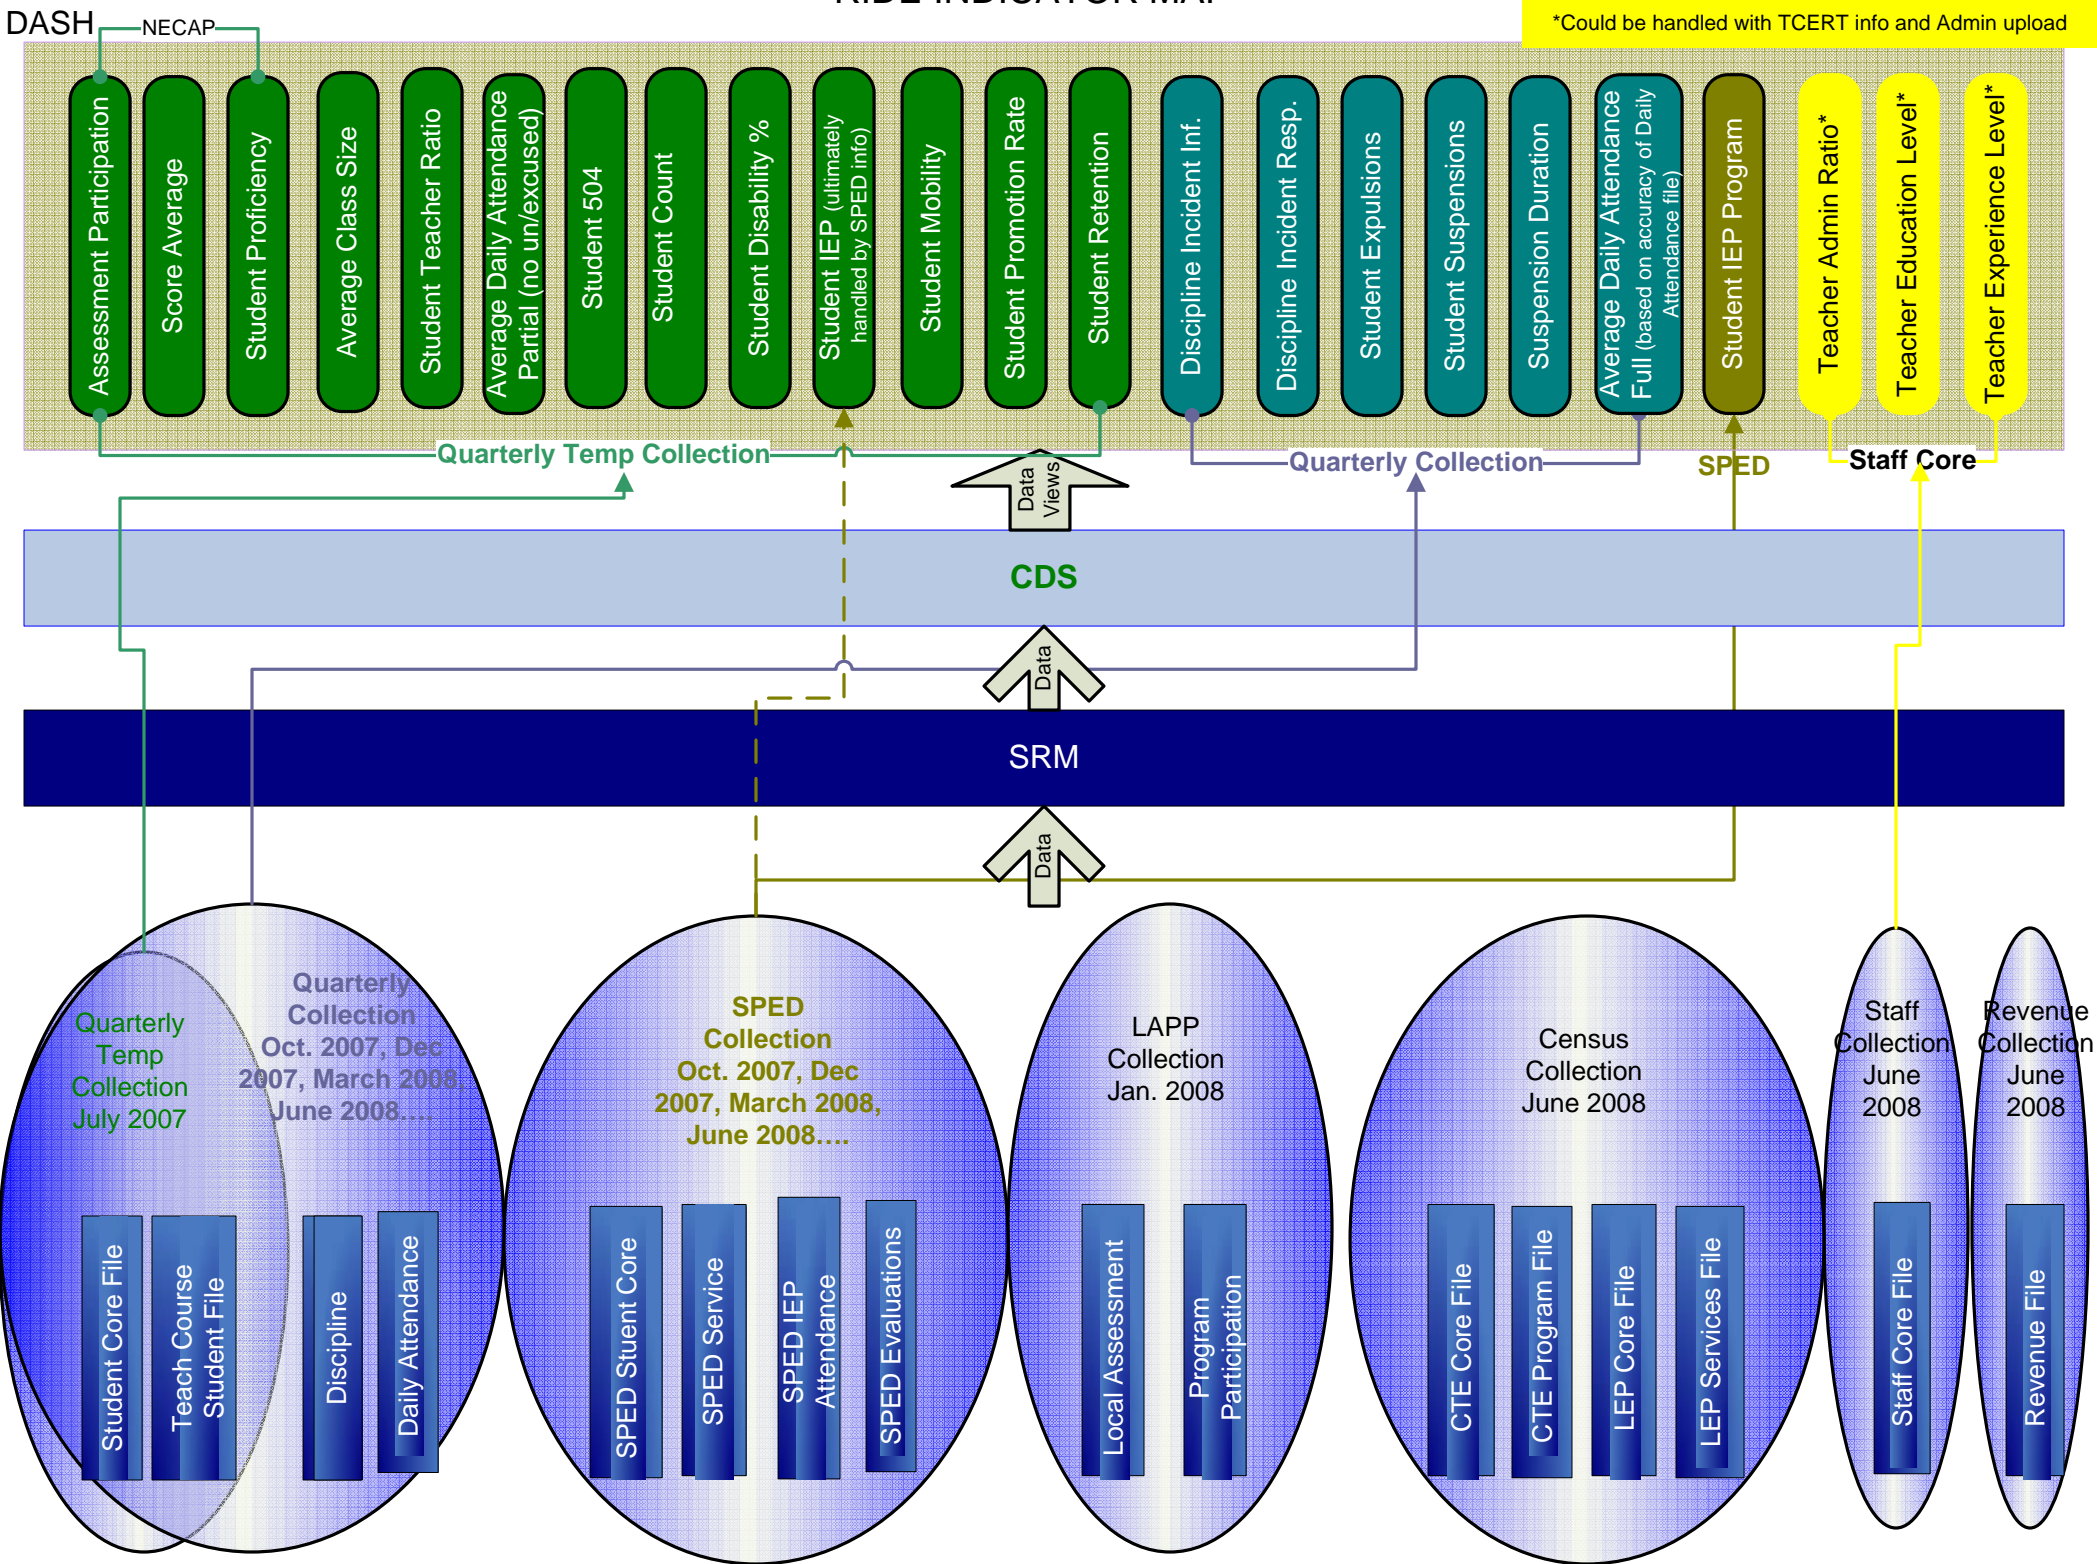 RIDE INDICATOR MAP
DASH
NECAP
*Could be handled with TCERT info and Admin upload
Assessment Participation
Score Average
Student Proficiency
Average Class Size
Student Teacher Ratio
Average Daily Attendance
Partial (no un/excused)
Student 504
Student Count
Student Disability %
Student IEP (ultimately
handled by SPED info)
Student Mobility
Student Promotion Rate
Student Retention
Discipline Incident Inf.
Discipline Incident Resp.
Student Expulsions
Student Suspensions
Suspension Duration
Average Daily Attendance
Full (based on accuracy of Daily
Attendance file)
Student IEP Program
Teacher Admin Ratio*
Teacher Education Level*
Teacher Experience Level*
Quarterly Temp Collection
Data
Views
Quarterly Collection
SPED
Staff Core
CDS
Data
SRM
Data
Quarterly
Temp
Collection
July 2007
Quarterly
Collection
Oct. 2007, Dec
2007, March 2008,
June 2008....
SPED
Collection
Oct. 2007, Dec
2007, March 2008,
June 2008....
LAPP
Collection
Jan. 2008
Census
Collection
June 2008
Staff
Collection
June
2008
Revenue
Collection
June
2008
Student Core File
Teach Course
Student File
Discipline
Daily Attendance
SPED Stuent Core
SPED Service
SPED IEP
Attendance
SPED Evaluations
Local Assessment
Program
Participation
CTE Core File
CTE Program File
LEP Core File
LEP Services File
Staff Core File
Revenue File